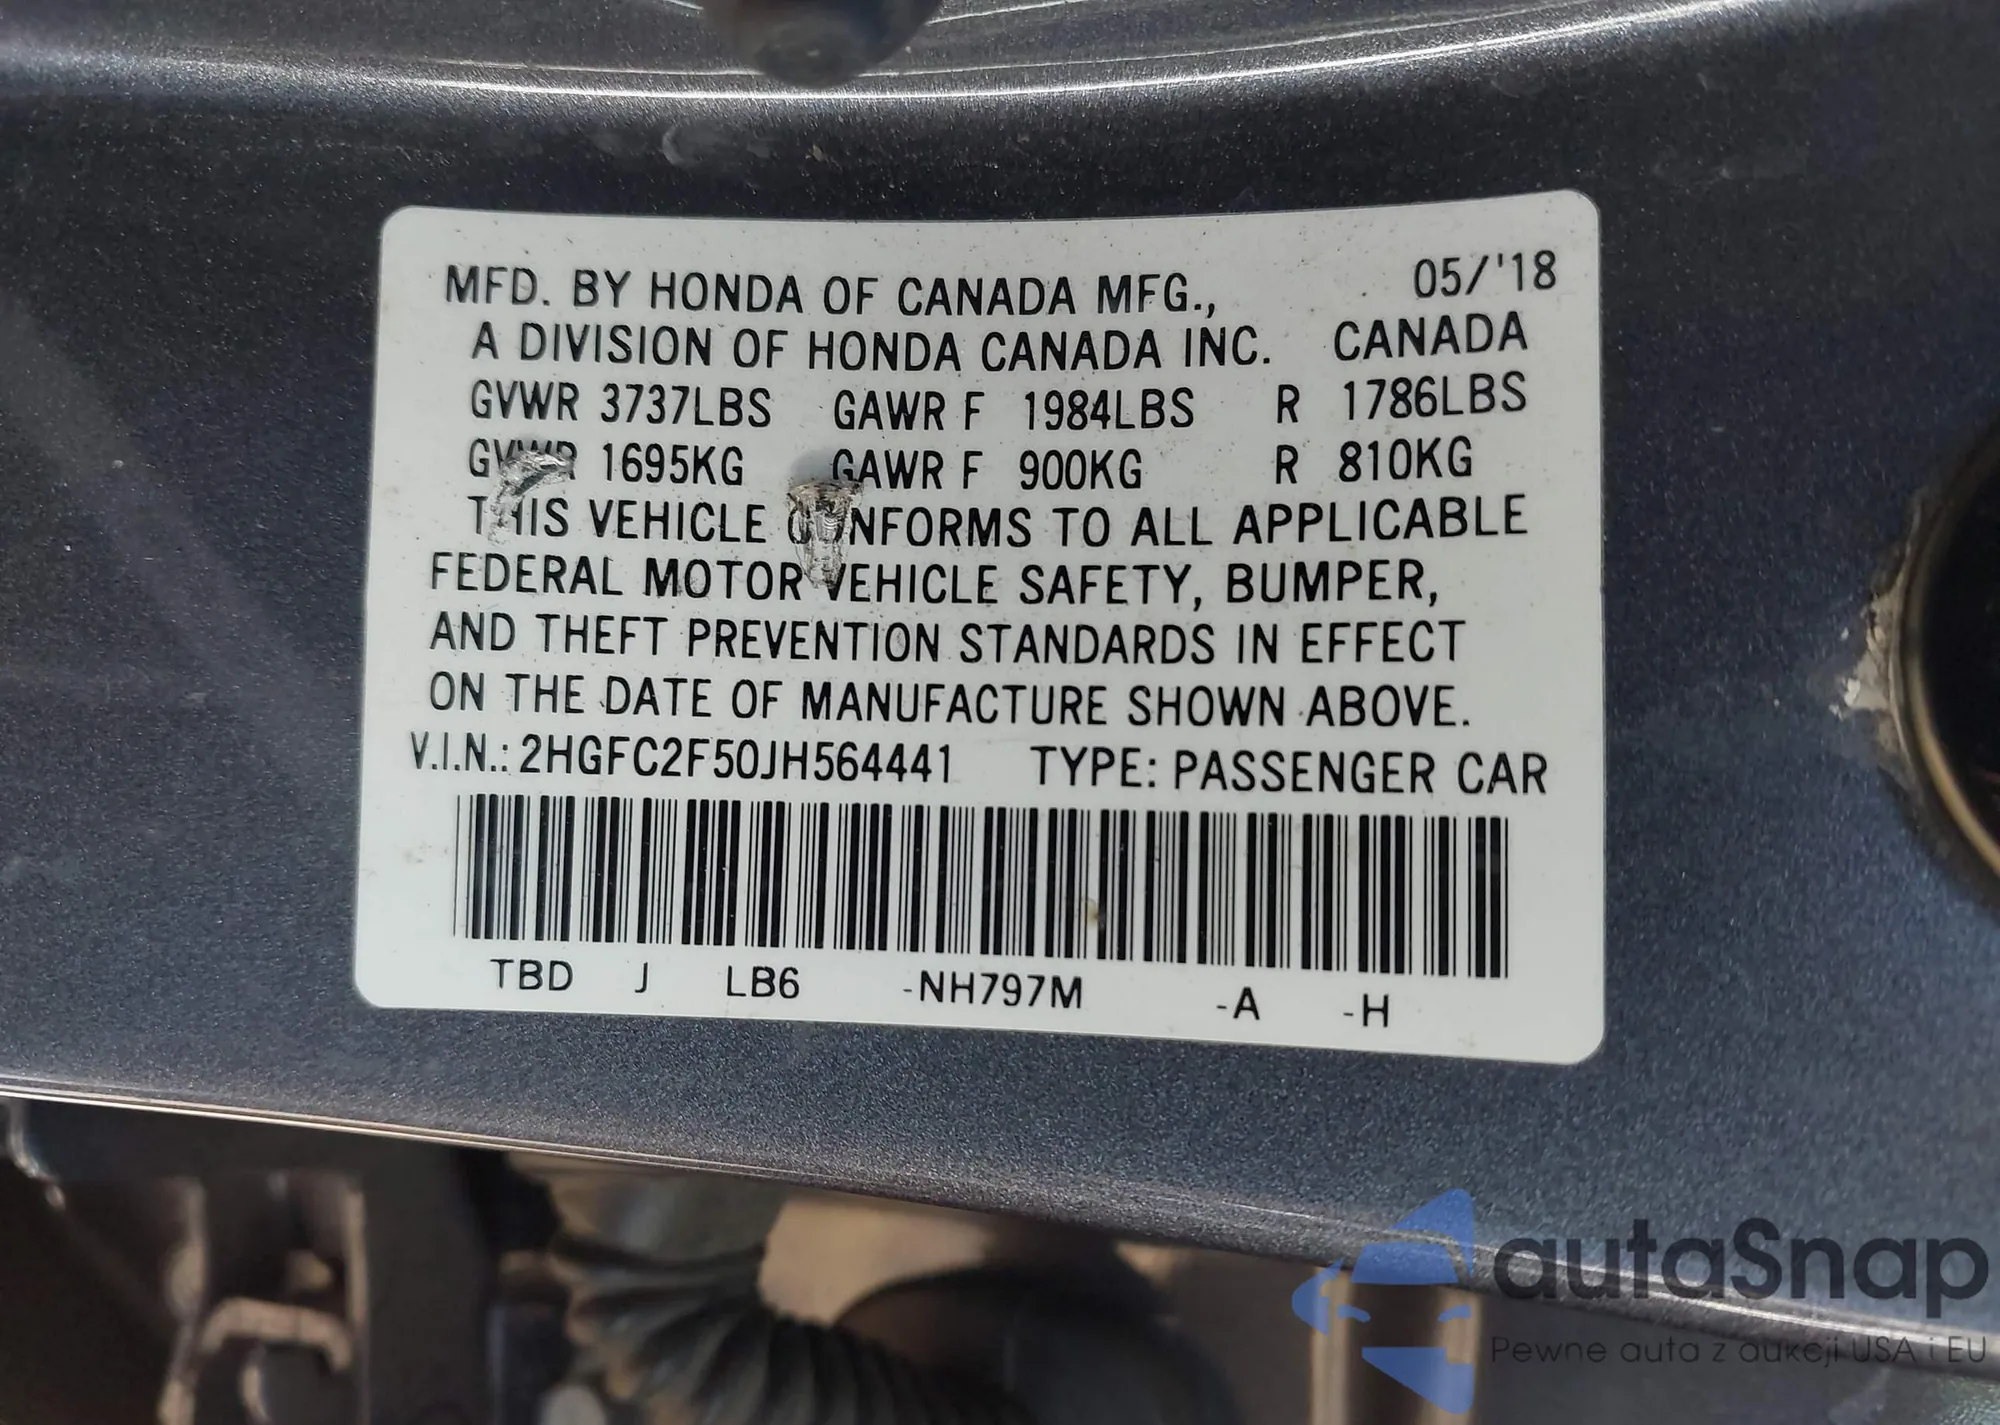 MFD. BY HONDA OF CANADA MFG., 05/'18
A DIVISION OF HONDA CANADA INC. CANADA
GVWR 3737LBS GAWR F 1984LBS R 1786LBS
GVWR 1695KG GAWR F 900KG R 810KG
THIS VEHICLE CONFORMS TO ALL APPLICABLE
FEDERAL MOTOR VEHICLE SAFETY, BUMPER,
AND THEFT PREVENTION STANDARDS IN EFFECT
ON THE DATE OF MANUFACTURE SHOWN ABOVE.
V.I.N.: 2HGFC2F50JH564441 TYPE: PASSENGER CAR
TBD J LB6 -NH797M -A -H
autaSnap
Pewne auta z aukcji USA i EU